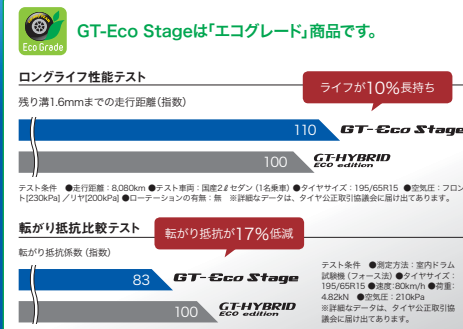 Eco Grade
GT-Eco Stageは「エコグレード」商品です。
ロングライフ性能テスト
ライフが10%長持ち
残り溝1.6mmまでの走行距離(指数)
110 GT-Eco Stage
100 GT-HYBRID
ECO edition
テスト条件 ●走行距離:8,080km ●テスト車両:国産2ℓセダン(1名乗車) ●タイヤサイズ:195/65R15 ●空気圧:フロン
ト[230kPa]/リヤ[200kPa] ●ローテーションの有無:無 ※詳細なデータは、タイヤ公正取引協議会に届け出てあります。
転がり抵抗比較テスト
転がり抵抗が17%低減
転がり抵抗係数(指数)
83 GT-Eco Stage
100 GT-HYBRID
ECO edition
テスト条件 ●測定方法:室内ドラム
試験機(フォース法) ●タイヤサイズ:
195/65R15 ●速度:80km/h ●荷重:
4.82kN ●空気圧:210kPa
※詳細なデータは、タイヤ公正取引協
議会に届け出てあります。